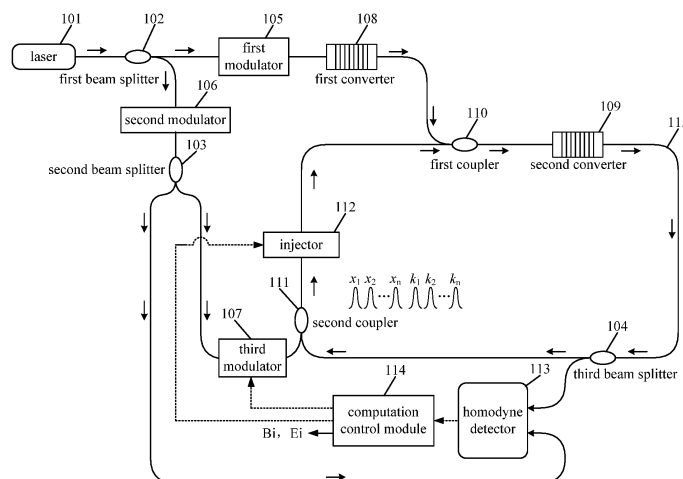 101
laser
102
first beam splitter
105
first
modulator
108
first converter
106
second modulator
103
second beam splitter
110
first coupler
109
second converter
112
injector
111
second coupler
x1 x2 ··· xn k1 k2 ··· kn
107
third
modulator
104
third beam splitter
114
computation
control module
113
homodyne
detector
Bi, Ei